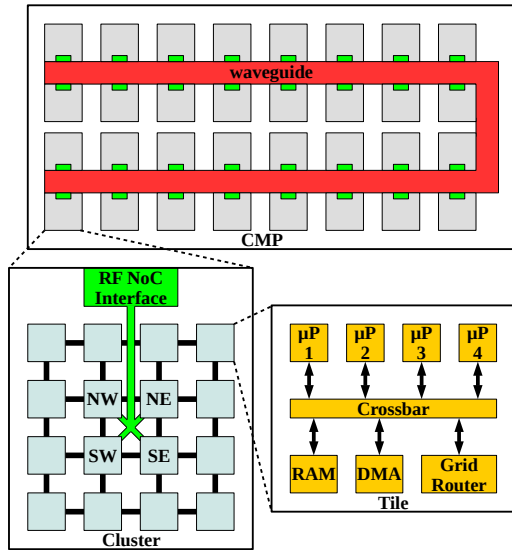 waveguide
CMP
RF NoC
Interface
NW
NE
SW
SE
Cluster
µP
1
µP
2
µP
3
µP
4
Crossbar
RAM
DMA
Grid
Router
Tile